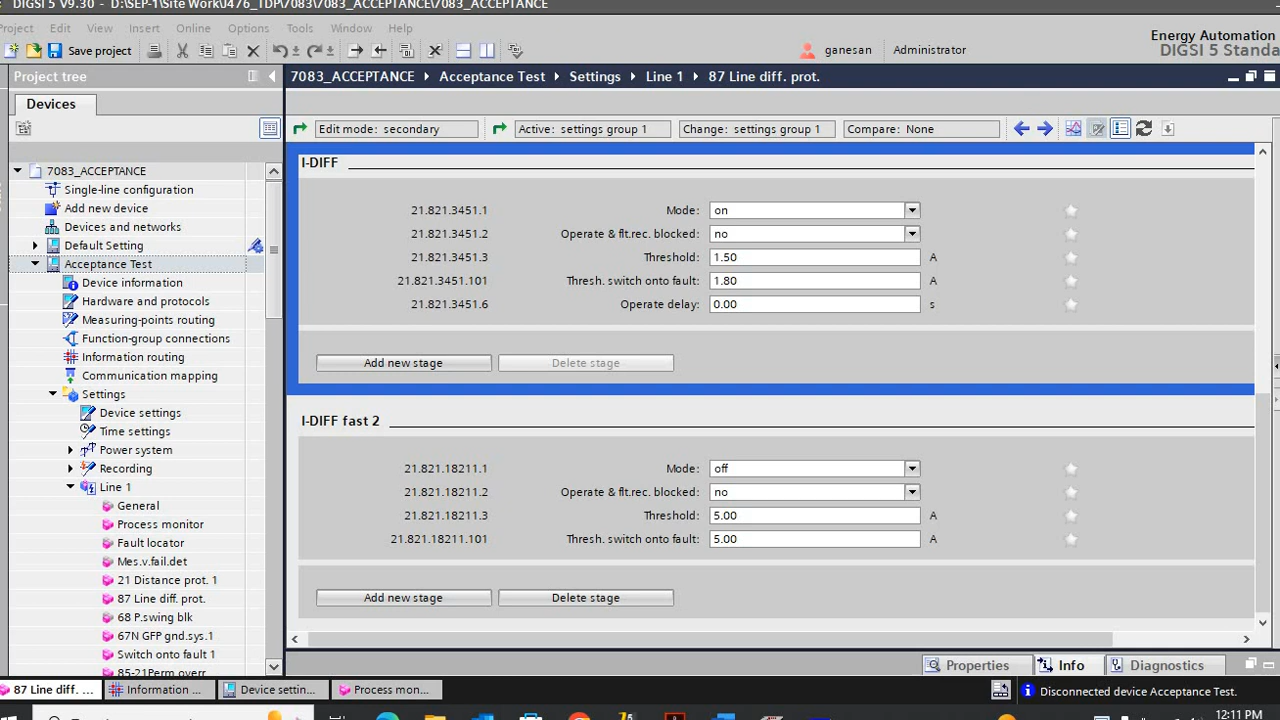 DIGSI 5 V9.30 - D:\SEP-1\Site Work\J476_TDP\7083\7083_ACCEPTANCE\7083_ACCEPTANCE
Project Edit View Insert Online Options Tools Window Help
Save project
ganesan Administrator
Energy Automation
DIGSI 5 Standa
Project tree
7083_ACCEPTANCE Acceptance Test Settings Line 1 87 Line diff. prot.
Devices
Edit mode: secondary Active: settings group 1 Change: settings group 1 Compare: None
7083_ACCEPTANCE
Single-line configuration
Add new device
Devices and networks
Default Setting
Acceptance Test
Device information
Hardware and protocols
Measuring-points routing
Function-group connections
Information routing
Communication mapping
Settings
Device settings
Time settings
Power system
Recording
Line 1
General
Process monitor
Fault locator
Mes.v.fail.det
21 Distance prot. 1
87 Line diff. prot.
68 P.swing blk
67N GFP gnd.sys.1
Switch onto fault 1
85-21Perm.overr
I-DIFF
21.821.3451.1 Mode: on
21.821.3451.2 Operate & flt.rec. blocked: no
21.821.3451.3 Threshold: 1.50 A
21.821.3451.101 Thresh. switch onto fault: 1.80 A
21.821.3451.6 Operate delay: 0.00 s
Add new stage Delete stage
I-DIFF fast 2
21.821.18211.1 Mode: off
21.821.18211.2 Operate & flt.rec. blocked: no
21.821.18211.3 Threshold: 5.00 A
21.821.18211.101 Thresh. switch onto fault: 5.00 A
Add new stage Delete stage
Properties Info Diagnostics
87 Line diff. ... Information ... Device settin... Process mon...
Disconnected device Acceptance Test.
12:11 PM